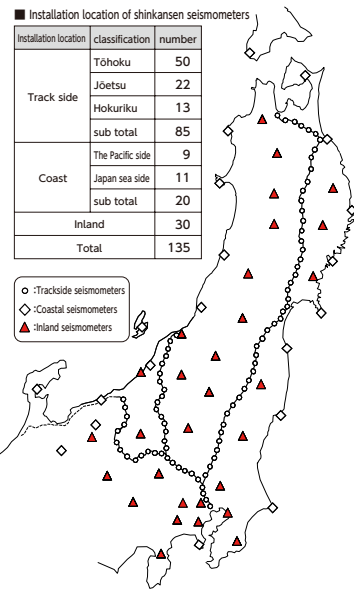 ■ Installation location of shinkansen seismometers
Installation location classification number
Track side
Tōhoku 50
Jōetsu 22
Hokuriku 13
sub total 85
Coast
The Pacific side 9
Japan sea side 11
sub total 20
Inland 30
Total 135
:Trackside seismometers
:Coastal seismometers
:Inland seismometers